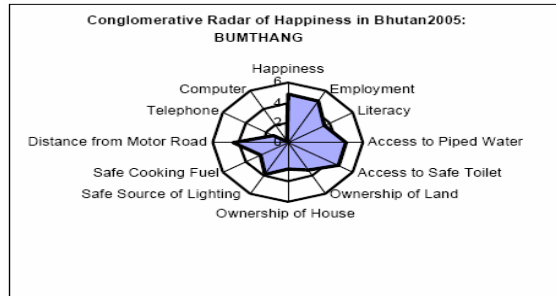 Conglomerative Radar of Happiness in Bhutan2005:
BUMTHANG
Happiness
6
4
2
0
Computer
Employment
Telephone
Literacy
Distance from Motor Road
Access to Piped Water
Safe Cooking Fuel
Access to Safe Toilet
Safe Source of Lighting
Ownership of Land
Ownership of House